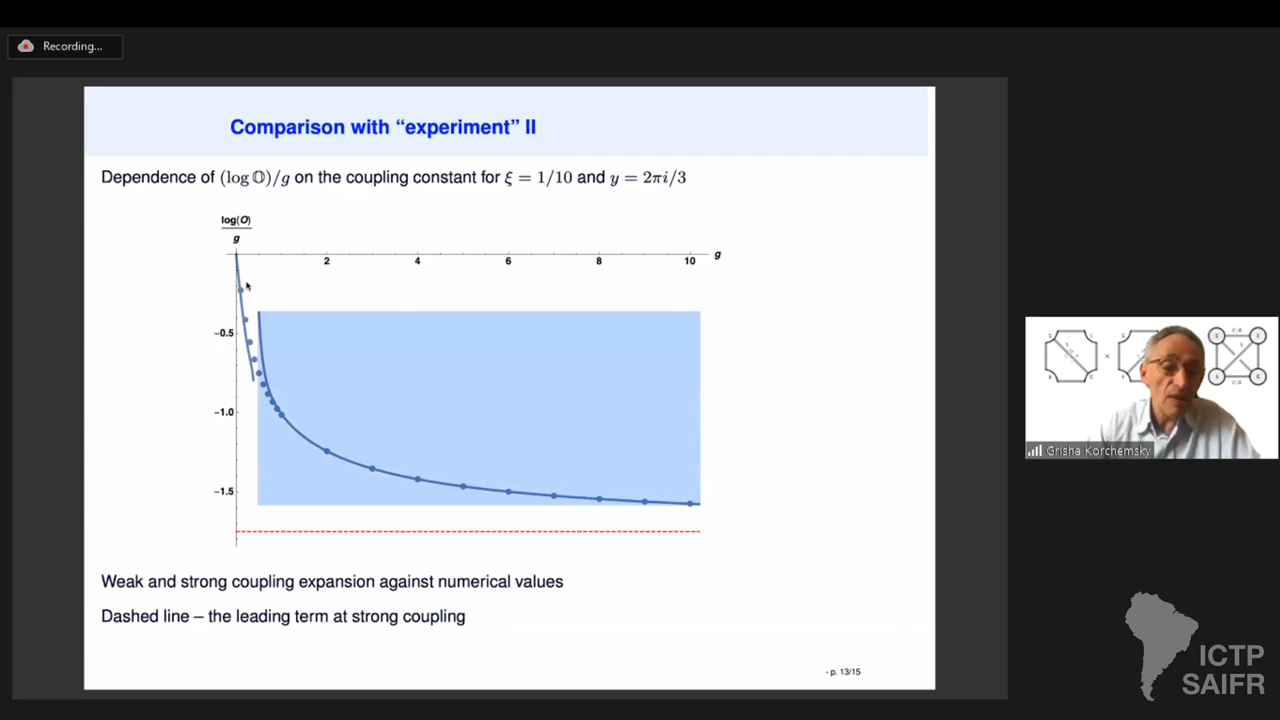 Recording...
Comparison with “experiment” II
Dependence of (log 𝕆)/g on the coupling constant for ξ = 1/10 and y = 2πi/3
log(O)
g
g
2 4 6 8 10
-0.5
-1.0
-1.5
Weak and strong coupling expansion against numerical values
Dashed line – the leading term at strong coupling
- p. 13/15
Grisha Korchemsky
ICTP
SAIFR